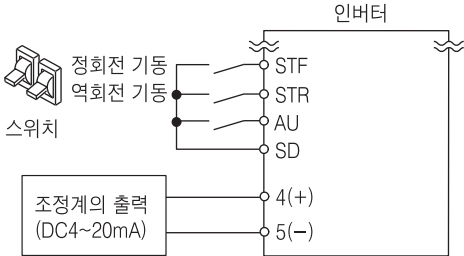 인버터
정회전 기동
STF
역회전 기동
STR
스위치
AU
SD
조정계의 출력
(DC4~20mA)
4(+)
5(−)